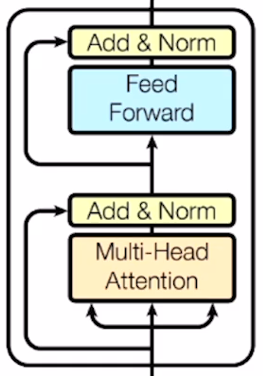 Add & Norm
Feed
Forward
Add & Norm
Multi-Head
Attention